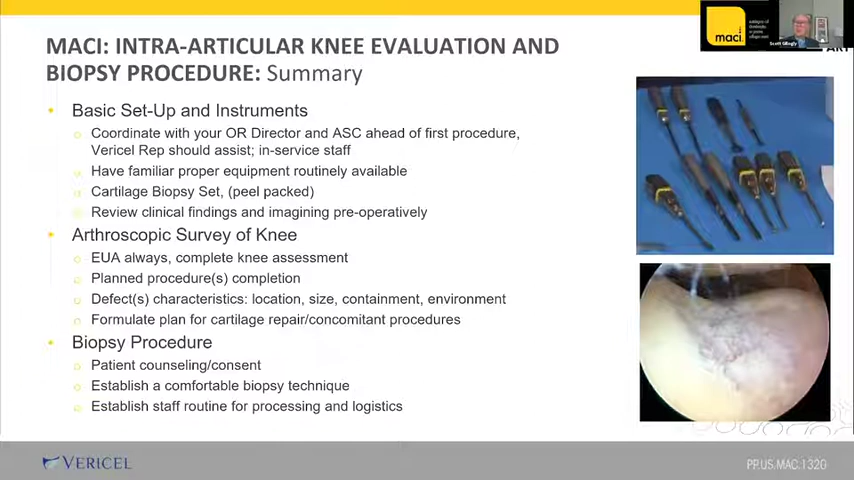 MACI: INTRA-ARTICULAR KNEE EVALUATION AND
BIOPSY PROCEDURE: Summary
• Basic Set-Up and Instruments
o Coordinate with your OR Director and ASC ahead of first procedure,
Vericel Rep should assist; in-service staff
o Have familiar proper equipment routinely available
o Cartilage Biopsy Set, (peel packed)
o Review clinical findings and imagining pre-operatively
• Arthroscopic Survey of Knee
o EUA always, complete knee assessment
o Planned procedure(s) completion
o Defect(s) characteristics: location, size, containment, environment
o Formulate plan for cartilage repair/concomitant procedures
• Biopsy Procedure
o Patient counseling/consent
o Establish a comfortable biopsy technique
o Establish staff routine for processing and logistics
maci
Scott Gillogly
VERICEL
PP.US.MAC.1320